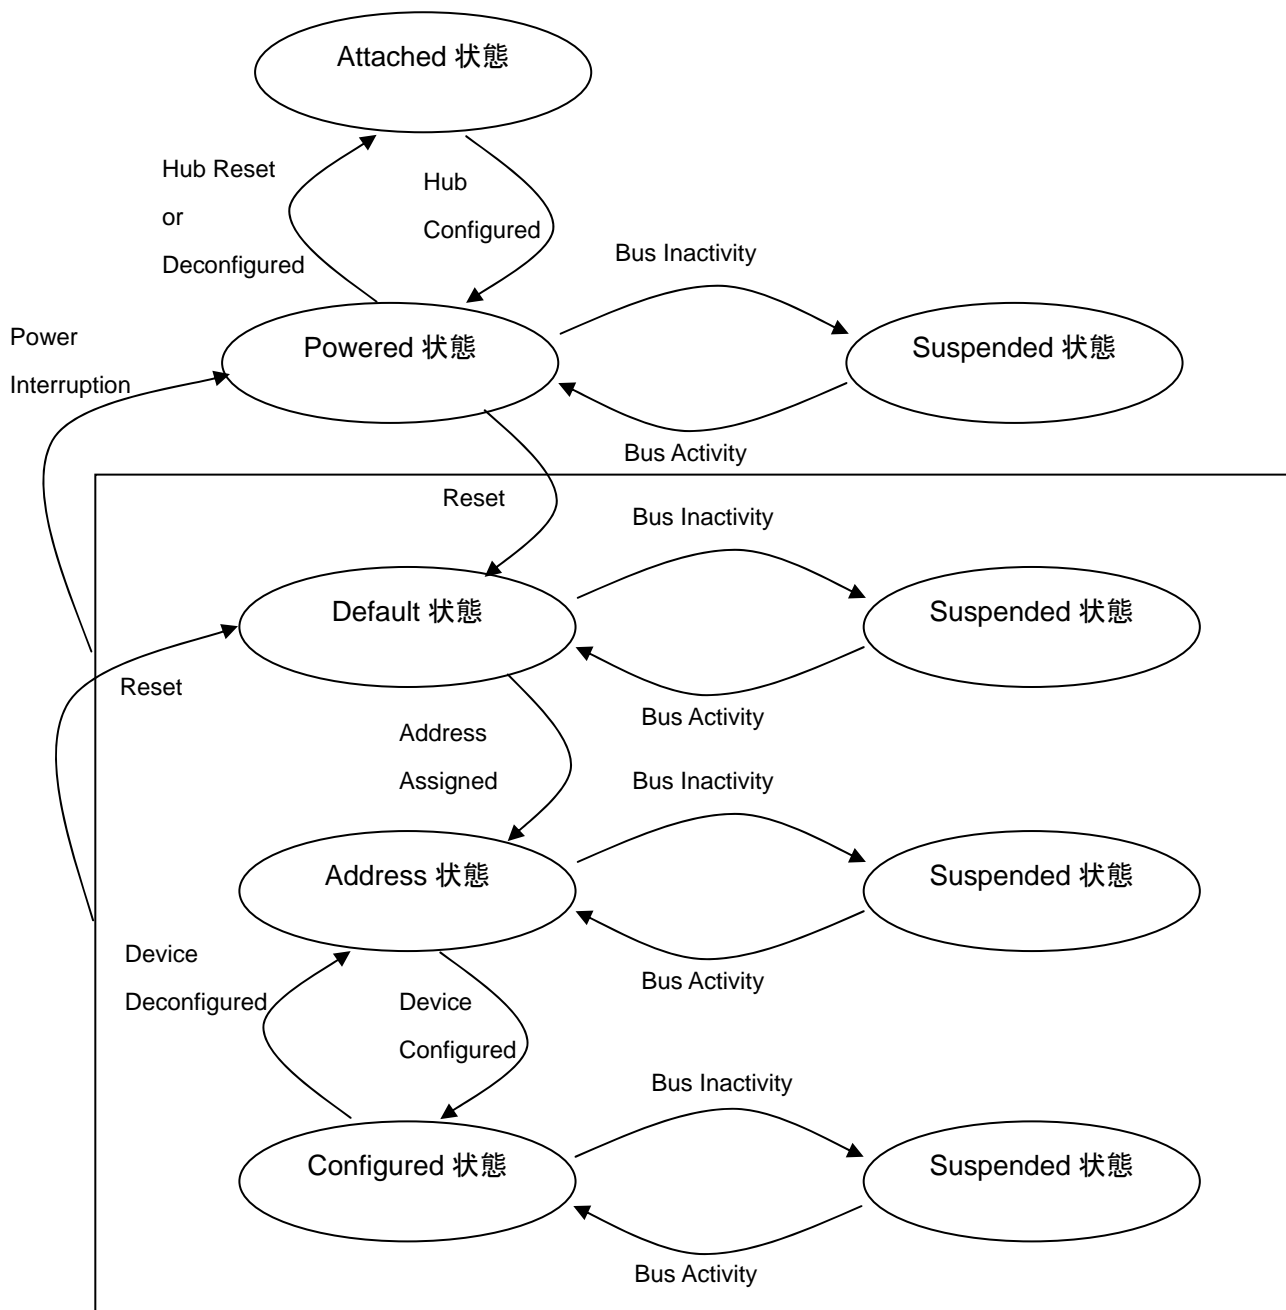 Attached 状態
Hub Reset
or
Deconfigured
Hub
Configured
Bus Inactivity
Power
Interruption
Powered 状態
Suspended 状態
Bus Activity
Reset
Bus Inactivity
Default 状態
Suspended 状態
Reset
Bus Activity
Address
Assigned
Bus Inactivity
Address 状態
Suspended 状態
Bus Activity
Device
Deconfigured
Device
Configured
Bus Inactivity
Configured 状態
Suspended 状態
Bus Activity